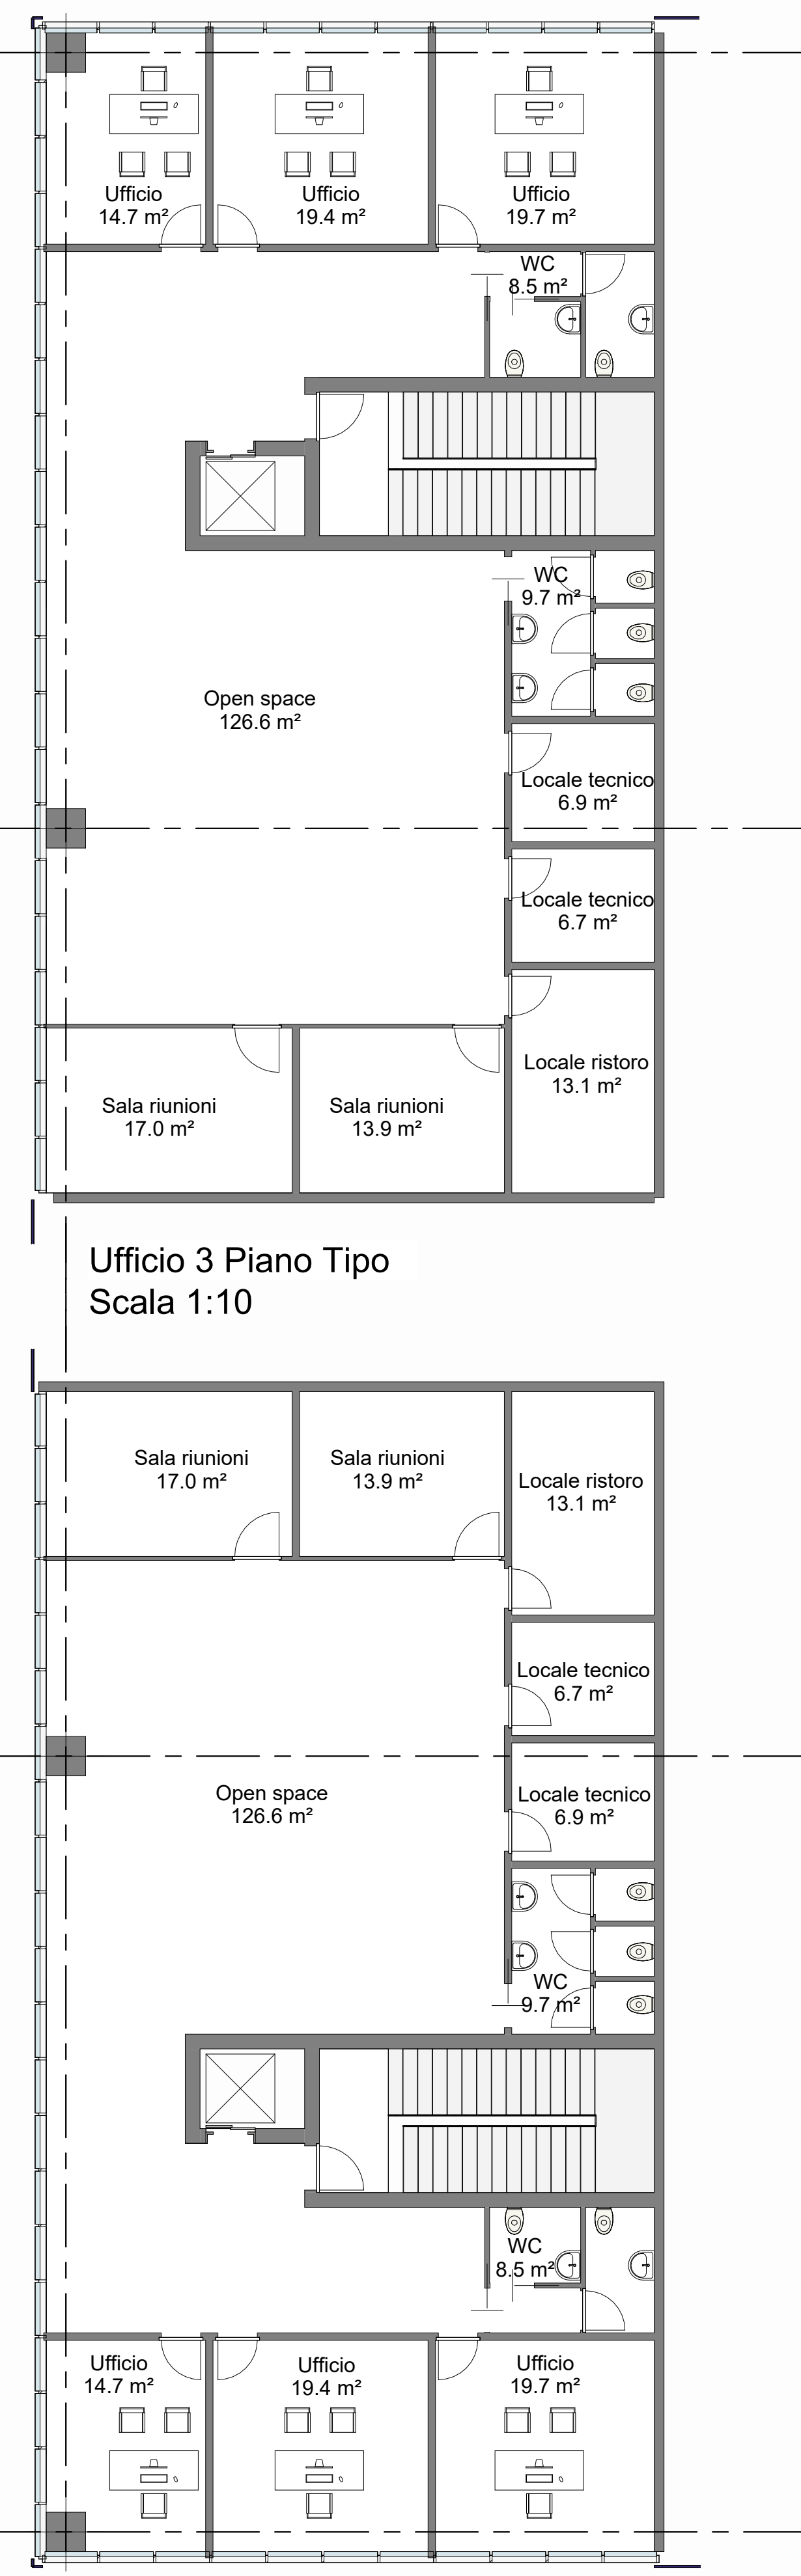 Ufficio
14.7 m²
Ufficio
19.4 m²
Ufficio
19.7 m²
WC
8.5 m²
WC
9.7 m²
Open space
126.6 m²
Locale tecnico
6.9 m²
Locale tecnico
6.7 m²
Locale ristoro
13.1 m²
Sala riunioni
17.0 m²
Sala riunioni
13.9 m²
Ufficio 3 Piano Tipo
Scala 1:10
Sala riunioni
17.0 m²
Sala riunioni
13.9 m²
Locale ristoro
13.1 m²
Locale tecnico
6.7 m²
Open space
126.6 m²
Locale tecnico
6.9 m²
WC
9.7 m²
WC
8.5 m²
Ufficio
14.7 m²
Ufficio
19.4 m²
Ufficio
19.7 m²